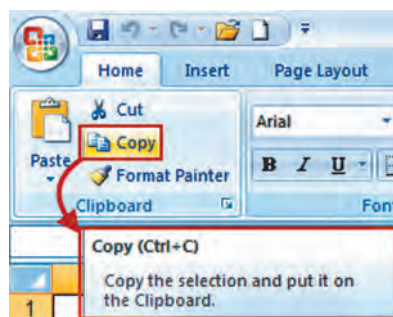 Home Insert Page Layout
Cut
Copy
Paste
Format Painter
Clipboard
Arial
B I U
Fon
Copy (Ctrl+C)
Copy the selection and put it on
the Clipboard.
1